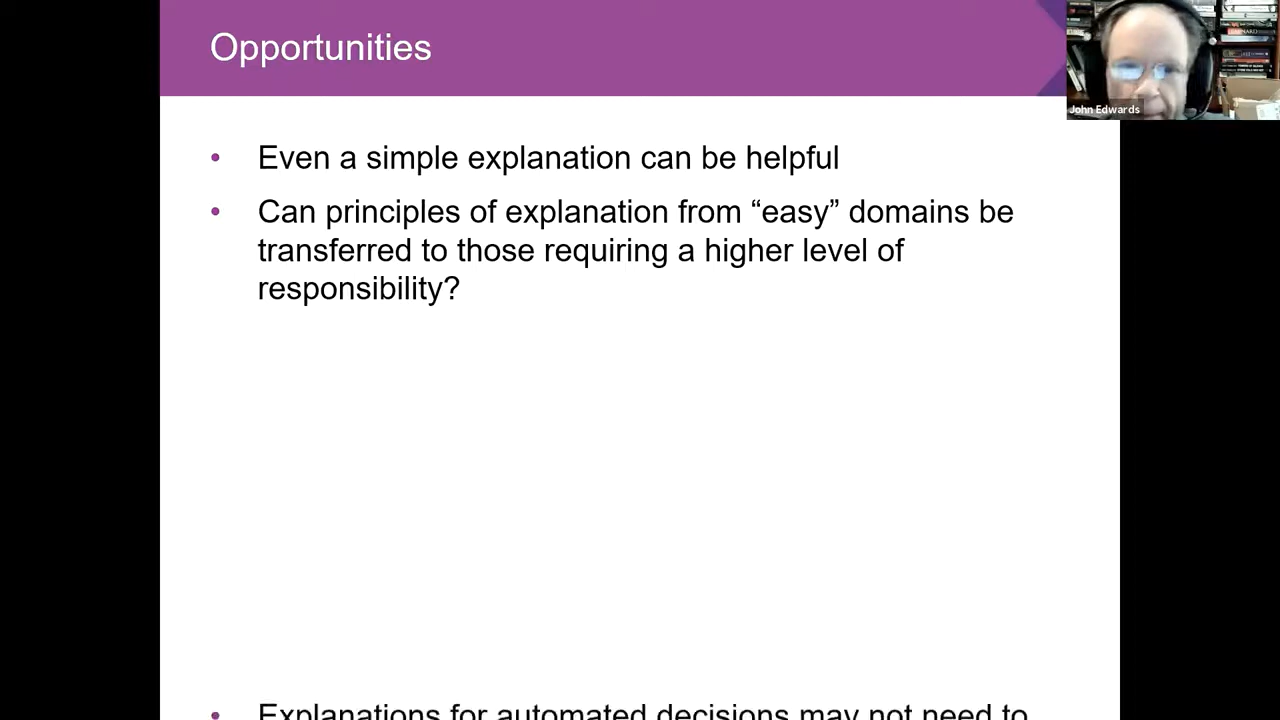 Opportunities
John Edwards
• Even a simple explanation can be helpful
• Can principles of explanation from “easy” domains be
transferred to those requiring a higher level of
responsibility?
• Explanations for automated decisions may not need to